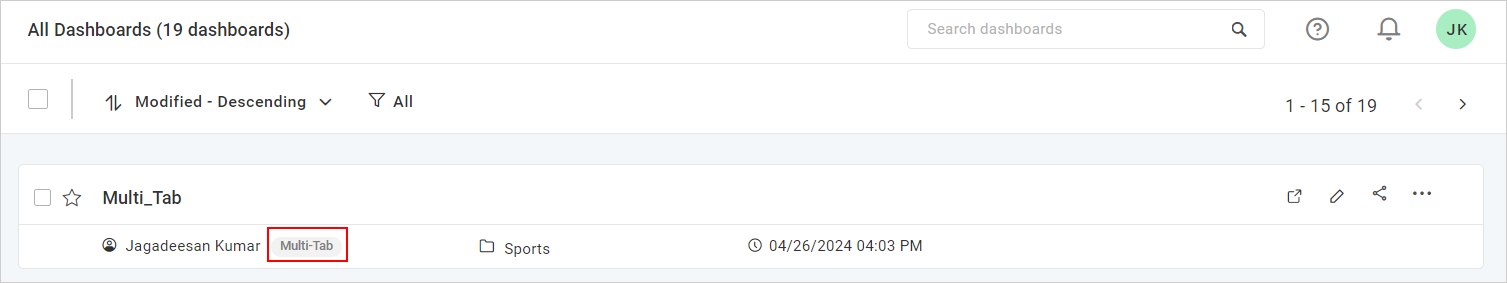 All Dashboards (19 dashboards)
Search dashboards
JK
Modified - Descending
All
1 - 15 of 19
Multi_Tab
Jagadeesan Kumar
Multi-Tab
Sports
04/26/2024 04:03 PM